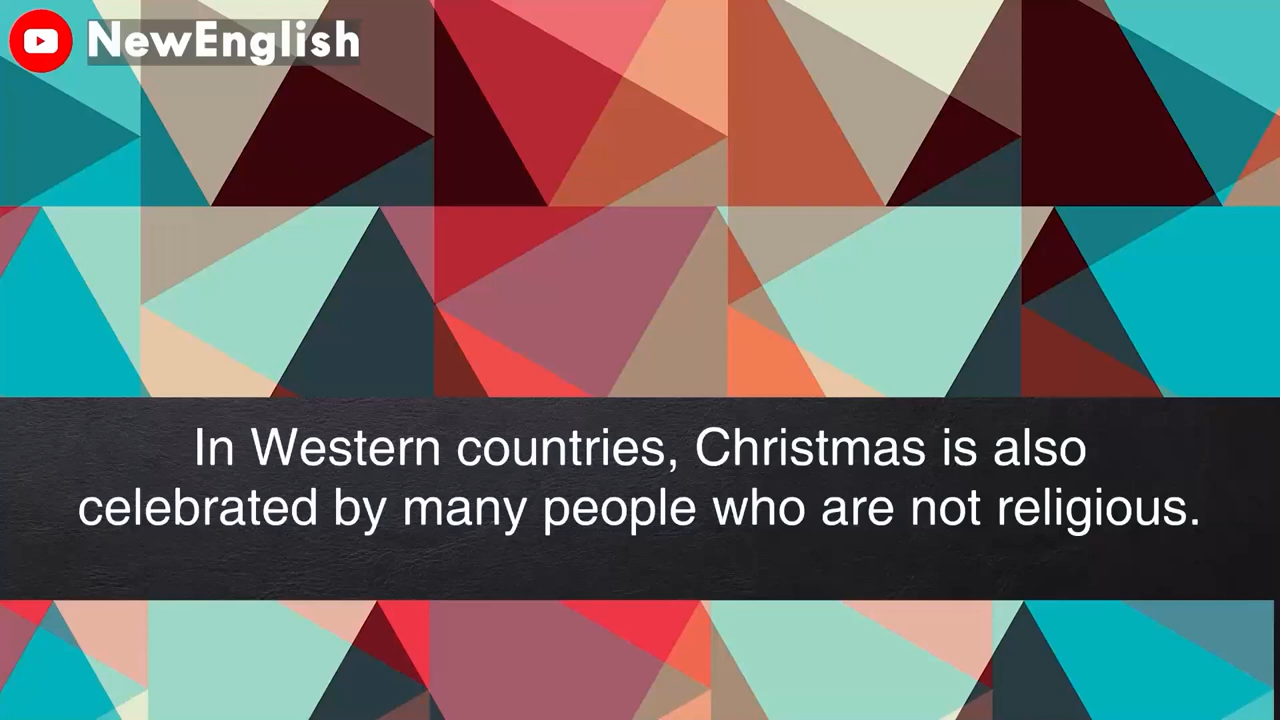 NewEnglish
In Western countries, Christmas is also
celebrated by many people who are not religious.